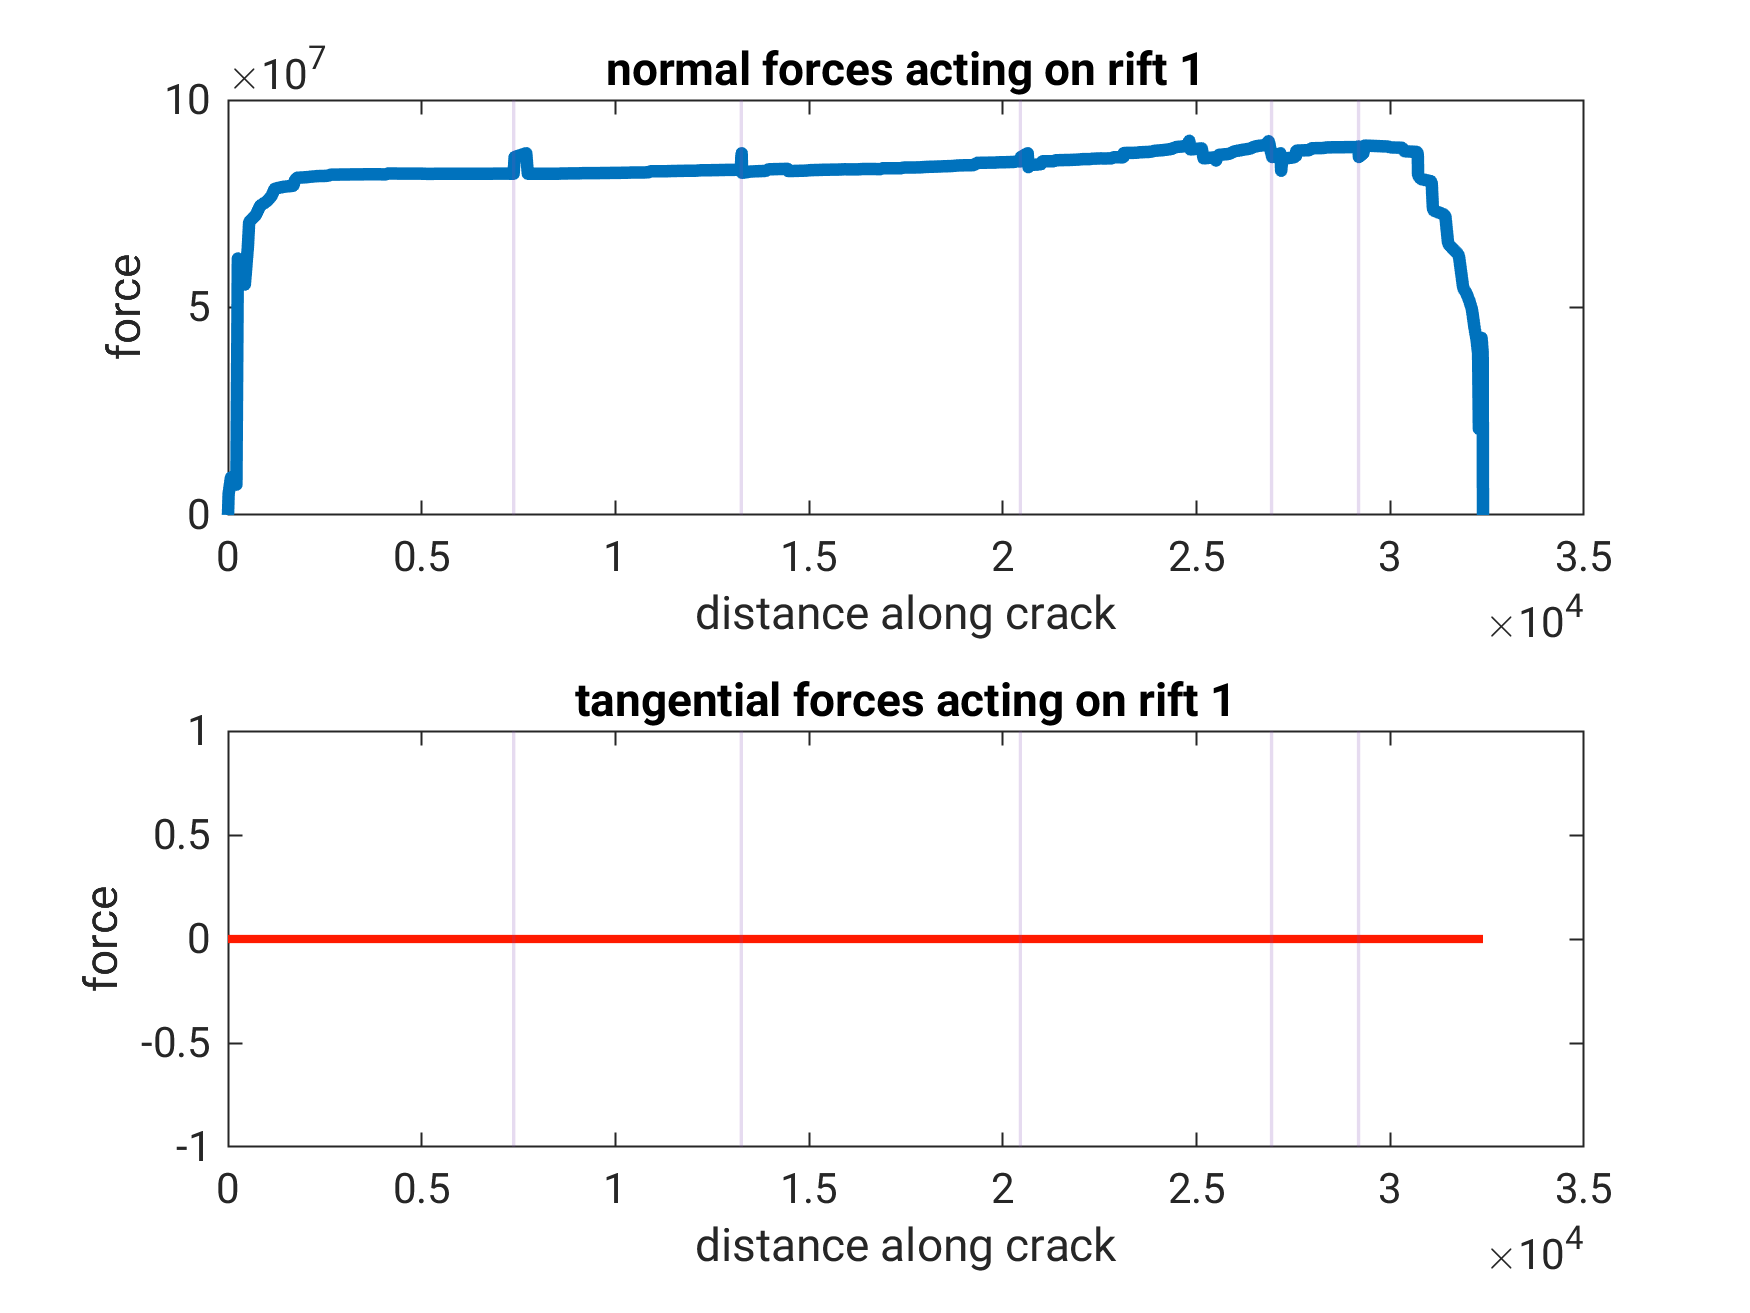 ×10^7
normal forces acting on rift 1
10
5
0
force
0 0.5 1 1.5 2 2.5 3 3.5
distance along crack
×10^4
tangential forces acting on rift 1
1
0.5
0
-0.5
-1
force
0 0.5 1 1.5 2 2.5 3 3.5
distance along crack
×10^4